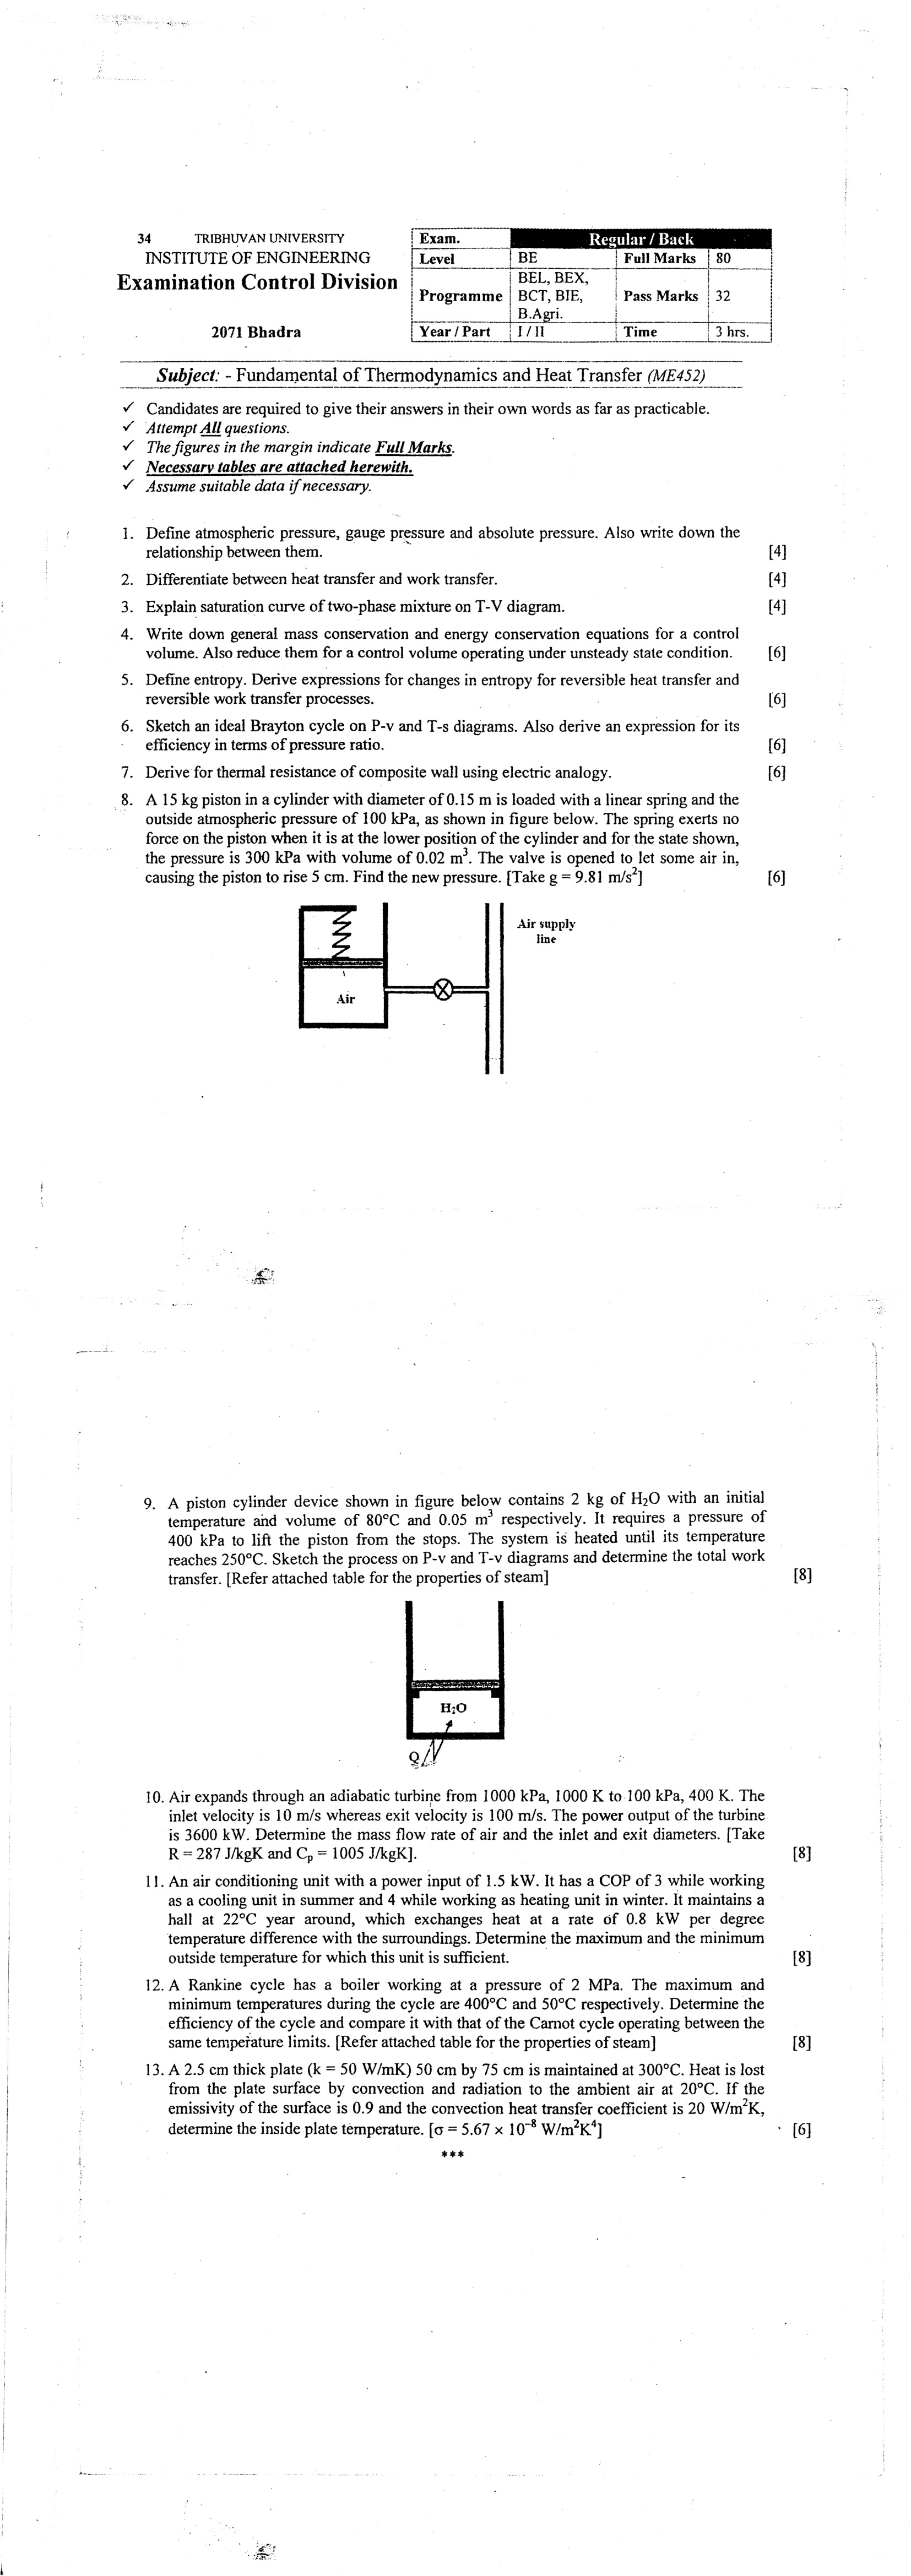 34 TRIBHUVAN UNIVERSITY
INSTITUTE OF ENGINEERING
Examination Control Division
2071 Bhadra
Exam. Regular / Back
Level BE Full Marks 80
Programme BEL, BEX, BCT, BIE, B.Agri. Pass Marks 32
Year / Part I / II Time 3 hrs.
Subject: - Fundamental of Thermodynamics and Heat Transfer (ME452)
✓ Candidates are required to give their answers in their own words as far as practicable.
✓ Attempt All questions.
✓ The figures in the margin indicate Full Marks.
✓ Necessary tables are attached herewith.
✓ Assume suitable data if necessary.
1. Define atmospheric pressure, gauge pressure and absolute pressure. Also write down the
relationship between them. [4]
2. Differentiate between heat transfer and work transfer. [4]
3. Explain saturation curve of two-phase mixture on T-V diagram. [4]
4. Write down general mass conservation and energy conservation equations for a control
volume. Also reduce them for a control volume operating under unsteady state condition. [6]
5. Define entropy. Derive expressions for changes in entropy for reversible heat transfer and
reversible work transfer processes. [6]
6. Sketch an ideal Brayton cycle on P-v and T-s diagrams. Also derive an expression for its
efficiency in terms of pressure ratio. [6]
7. Derive for thermal resistance of composite wall using electric analogy. [6]
8. A 15 kg piston in a cylinder with diameter of 0.15 m is loaded with a linear spring and the
outside atmospheric pressure of 100 kPa, as shown in figure below. The spring exerts no
force on the piston when it is at the lower position of the cylinder and for the state shown,
the pressure is 300 kPa with volume of 0.02 m³. The valve is opened to let some air in,
causing the piston to rise 5 cm. Find the new pressure. [Take g = 9.81 m/s²] [6]
Air supply
line
Air
9. A piston cylinder device shown in figure below contains 2 kg of H₂O with an initial
temperature and volume of 80°C and 0.05 m³ respectively. It requires a pressure of
400 kPa to lift the piston from the stops. The system is heated until its temperature
reaches 250°C. Sketch the process on P-v and T-v diagrams and determine the total work
transfer. [Refer attached table for the properties of steam] [8]
H₂O
Q
10. Air expands through an adiabatic turbine from 1000 kPa, 1000 K to 100 kPa, 400 K. The
inlet velocity is 10 m/s whereas exit velocity is 100 m/s. The power output of the turbine
is 3600 kW. Determine the mass flow rate of air and the inlet and exit diameters. [Take
R = 287 J/kgK and Cp = 1005 J/kgK]. [8]
11. An air conditioning unit with a power input of 1.5 kW. It has a COP of 3 while working
as a cooling unit in summer and 4 while working as heating unit in winter. It maintains a
hall at 22°C year around, which exchanges heat at a rate of 0.8 kW per degree
temperature difference with the surroundings. Determine the maximum and the minimum
outside temperature for which this unit is sufficient. [8]
12. A Rankine cycle has a boiler working at a pressure of 2 MPa. The maximum and
minimum temperatures during the cycle are 400°C and 50°C respectively. Determine the
efficiency of the cycle and compare it with that of the Carnot cycle operating between the
same temperature limits. [Refer attached table for the properties of steam] [8]
13. A 2.5 cm thick plate (k = 50 W/mK) 50 cm by 75 cm is maintained at 300°C. Heat is lost
from the plate surface by convection and radiation to the ambient air at 20°C. If the
emissivity of the surface is 0.9 and the convection heat transfer coefficient is 20 W/m²K,
determine the inside plate temperature. [σ = 5.67 × 10⁻⁸ W/m²K⁴] [6]
***